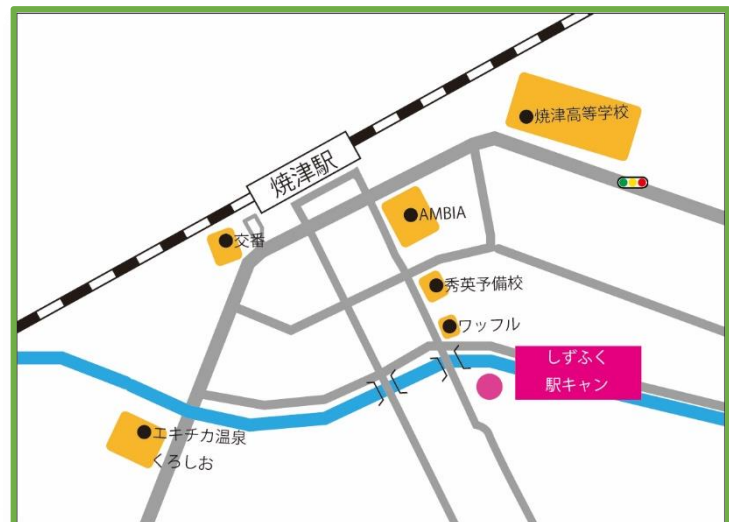 焼津高等学校
焼津駅
AMBIA
交番
秀英予備校
ワッフル
しずふく
駅キャン
エキチカ温泉
くろしお